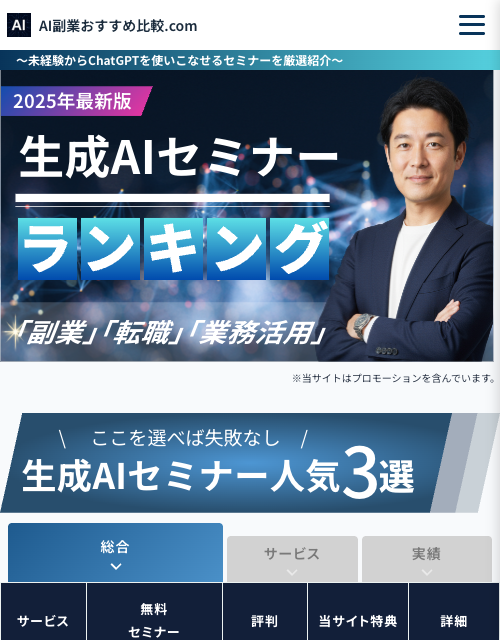 AI AI副業おすすめ比較.com
〜未経験からChatGPTを使いこなせるセミナーを厳選紹介〜
2025年最新版
生成AIセミナー
ランキング
「副業」「転職」「業務活用」
※当サイトはプロモーションを含んでいます。
\ ここを選べば失敗なし /
生成AIセミナー人気3選
総合
サービス
実績
サービス
無料
セミナー
評判
当サイト特典
詳細